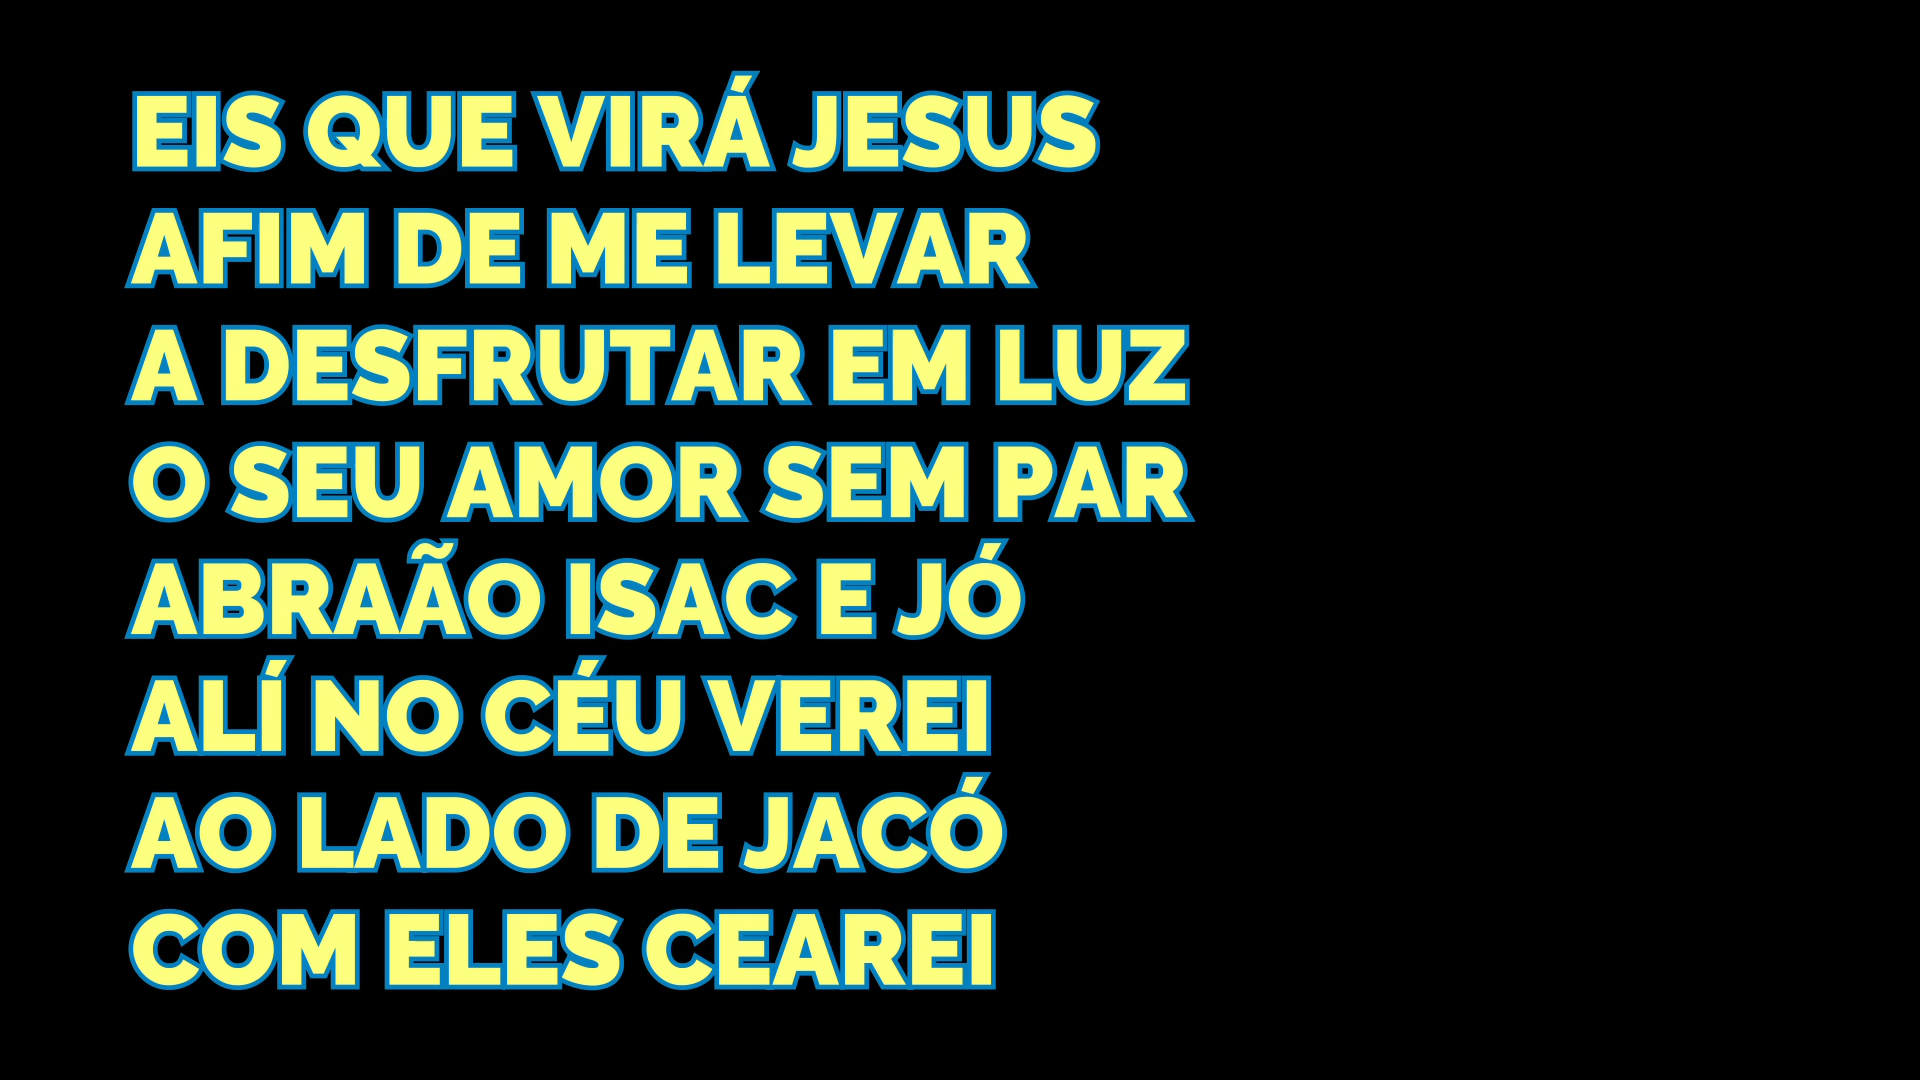 EIS QUE VIRÁ JESUS
AFIM DE ME LEVAR
A DESFRUTAR EM LUZ
O SEU AMOR SEM PAR
ABRAÃO ISAC E JÓ
ALÍ NO CÉU VEREI
AO LADO DE JACÓ
COM ELES CEAREI